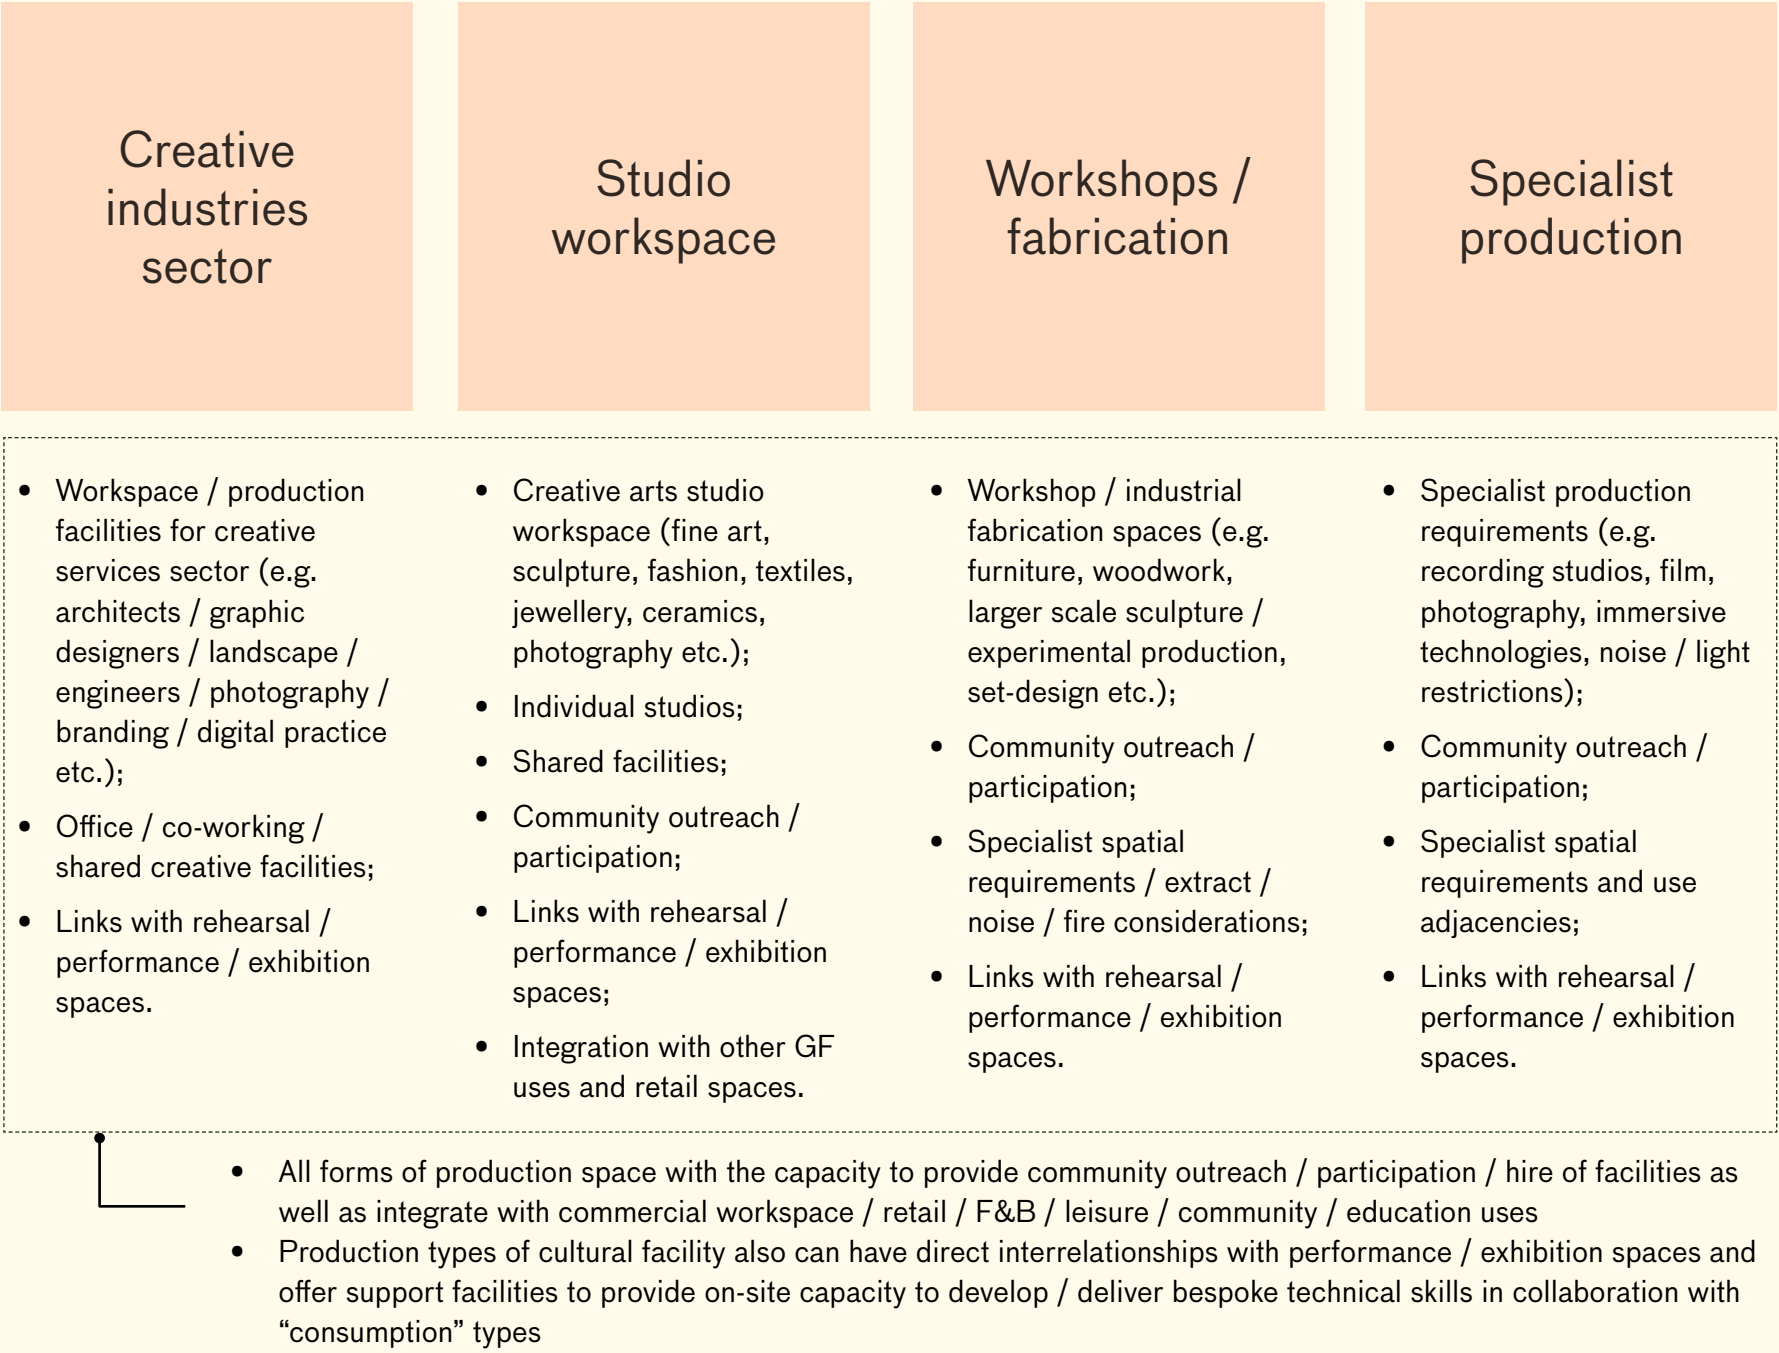 Creative
industries
sector
Studio
workspace
Workshops /
fabrication
Specialist
production
• Workspace / production
facilities for creative
services sector (e.g.
architects / graphic
designers / landscape /
engineers / photography /
branding / digital practice
etc.);
• Office / co-working /
shared creative facilities;
• Links with rehearsal /
performance / exhibition
spaces.
• Creative arts studio
workspace (fine art,
sculpture, fashion, textiles,
jewellery, ceramics,
photography etc.);
• Individual studios;
• Shared facilities;
• Community outreach /
participation;
• Links with rehearsal /
performance / exhibition
spaces;
• Integration with other GF
uses and retail spaces.
• Workshop / industrial
fabrication spaces (e.g.
furniture, woodwork,
larger scale sculpture /
experimental production,
set-design etc.);
• Community outreach /
participation;
• Specialist spatial
requirements / extract /
noise / fire considerations;
• Links with rehearsal /
performance / exhibition
spaces.
• Specialist production
requirements (e.g.
recording studios, film,
photography, immersive
technologies, noise / light
restrictions);
• Community outreach /
participation;
• Specialist spatial
requirements and use
adjacencies;
• Links with rehearsal /
performance / exhibition
spaces.
• All forms of production space with the capacity to provide community outreach / participation / hire of facilities as
well as integrate with commercial workspace / retail / F&B / leisure / community / education uses
• Production types of cultural facility also can have direct interrelationships with performance / exhibition spaces and
offer support facilities to provide on-site capacity to develop / deliver bespoke technical skills in collaboration with
“consumption” types